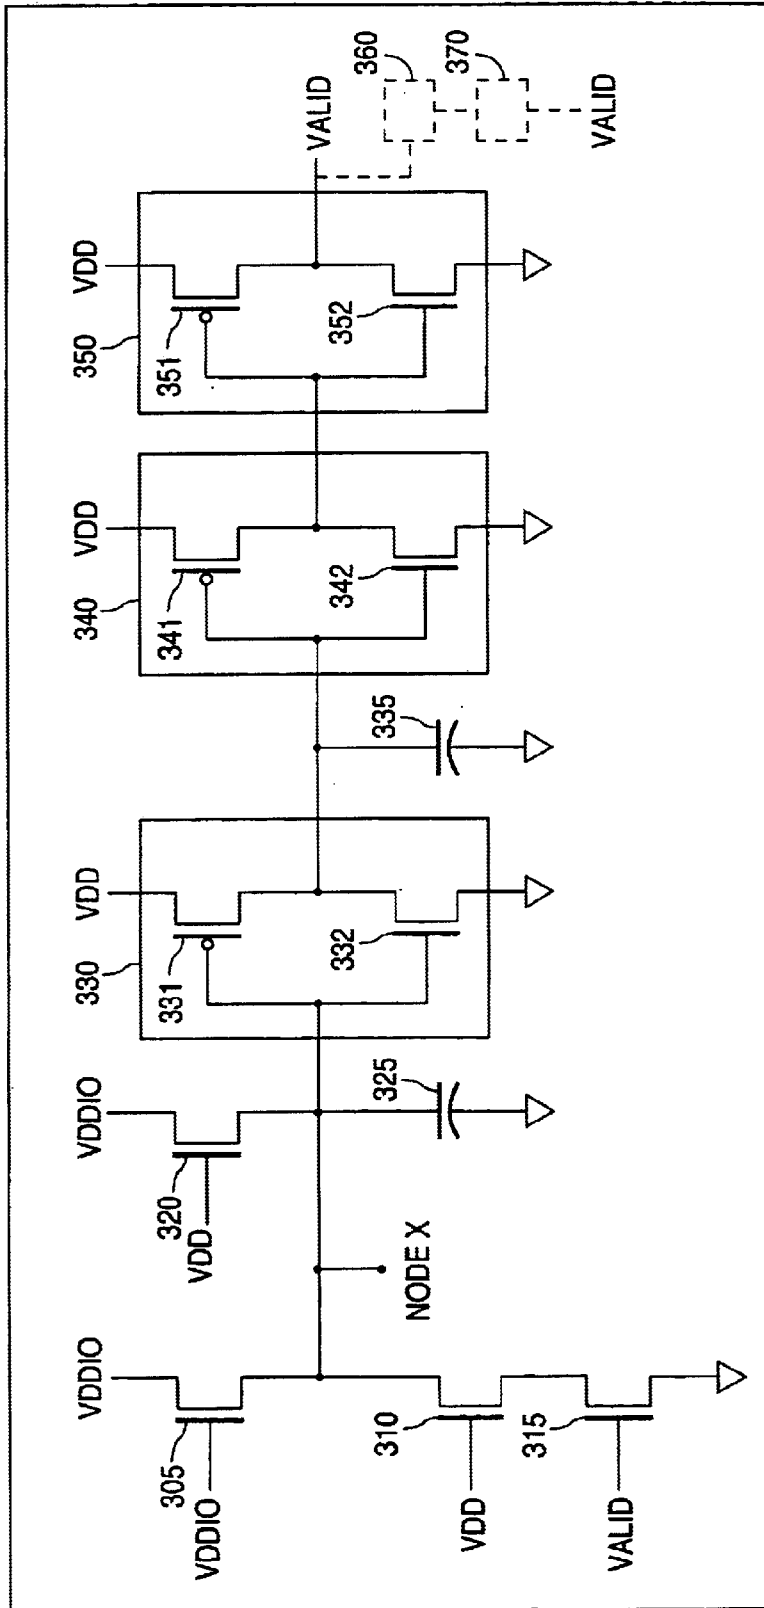 VDDIO
305
VDDIO
310
VDD
315
VALID
NODE X
VDDIO
320
VDD
325
330
VDD
331
332
335
340
VDD
341
342
350
VDD
351
352
VALID
360
370
VALID